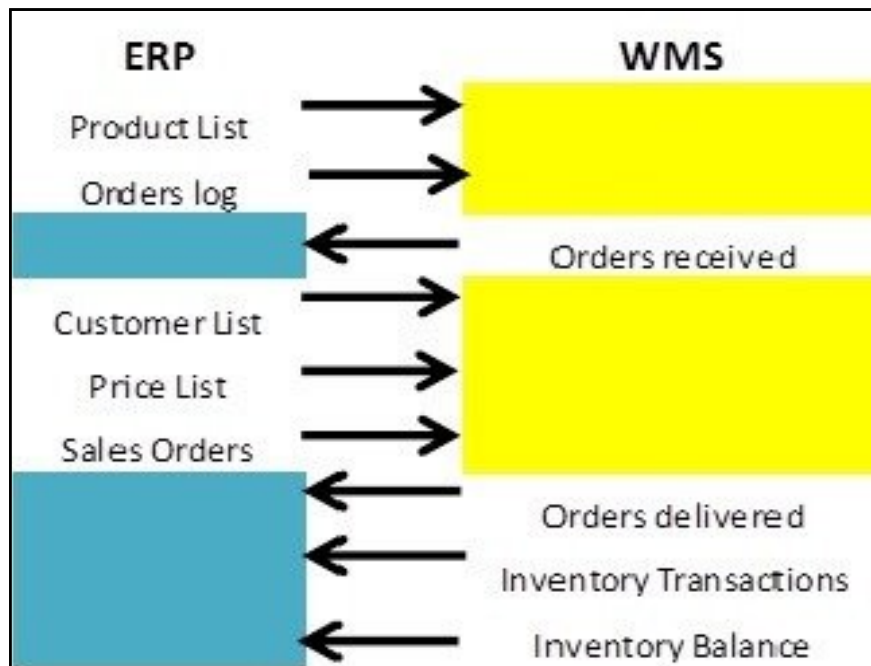 ERP WMS
Product List
Orders log
Orders received
Customer List
Price List
Sales Orders
Orders delivered
Inventory Transactions
Inventory Balance